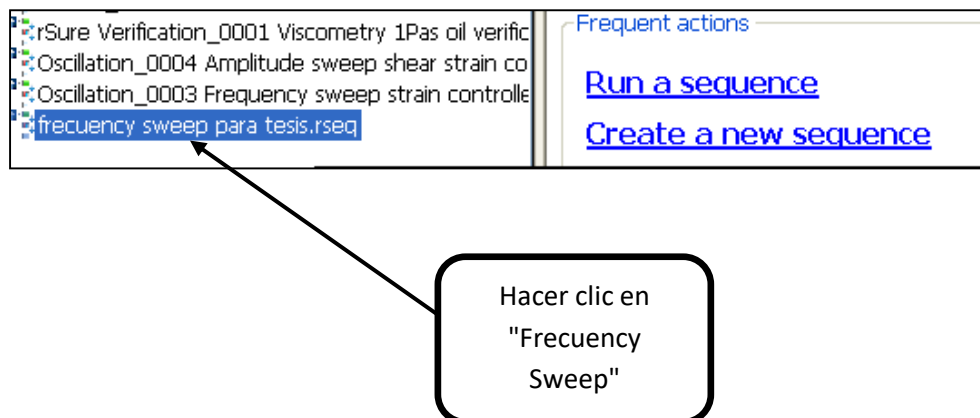 rSure Verification_0001 Viscometry 1Pas oil verific
Oscillation_0004 Amplitude sweep shear strain co
Oscillation_0003 Frequency sweep strain controlle
frecuency sweep para tesis.rseq
Frequent actions
Run a sequence
Create a new sequence
Hacer clic en
"Frecuency
Sweep"